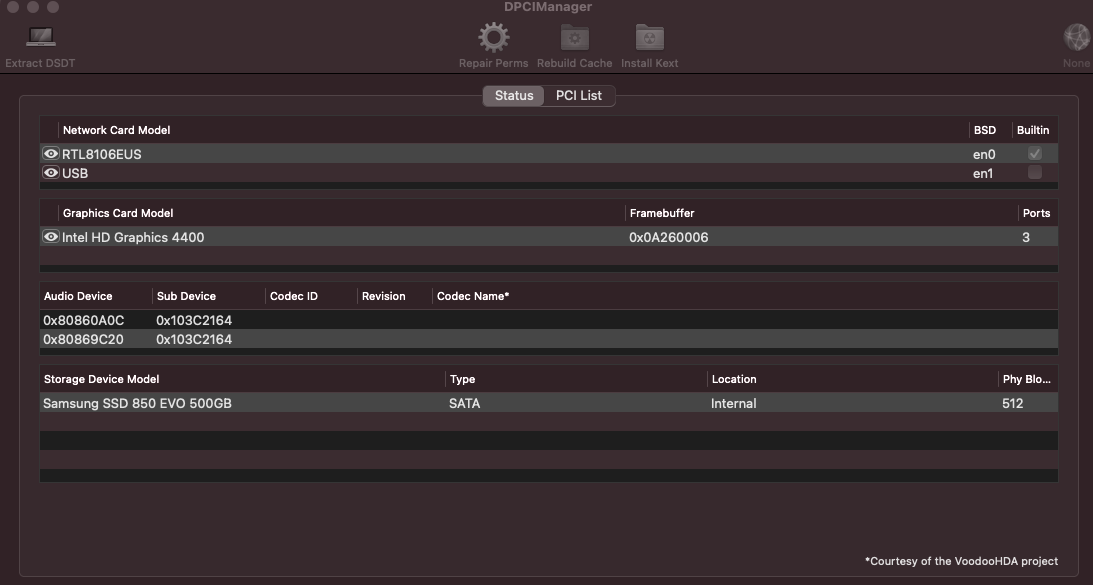 DPCIManager
Extract DSDT
Repair Perms Rebuild Cache Install Kext
None
Status PCI List
Network Card Model BSD Builtin
RTL8106EUS en0
USB en1
Graphics Card Model Framebuffer Ports
Intel HD Graphics 4400 0x0A260006 3
Audio Device Sub Device Codec ID Revision Codec Name*
0x80860A0C 0x103C2164
0x80869C20 0x103C2164
Storage Device Model Type Location Phy Blo...
Samsung SSD 850 EVO 500GB SATA Internal 512
*Courtesy of the VoodooHDA project